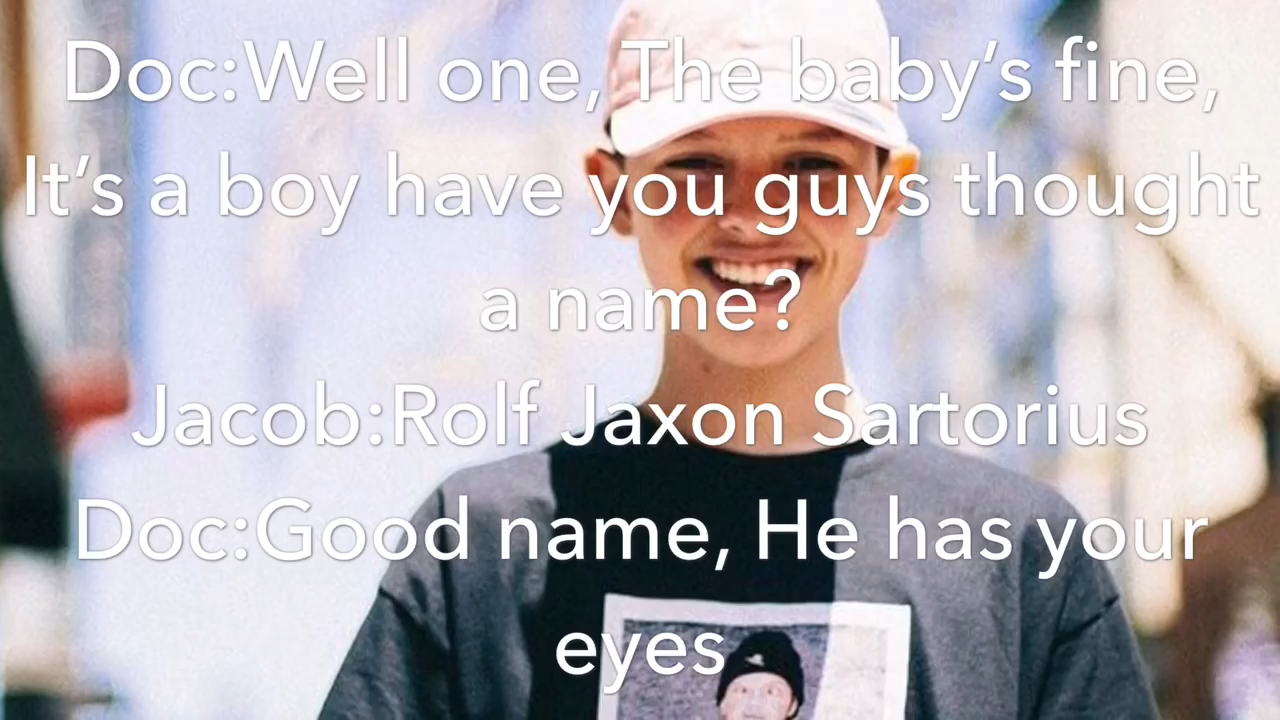 Doc:Well one, The baby’s fine,
It’s a boy have you guys thought
a name?
Jacob:Rolf Jaxon Sartorius
Doc:Good name, He has your
eyes